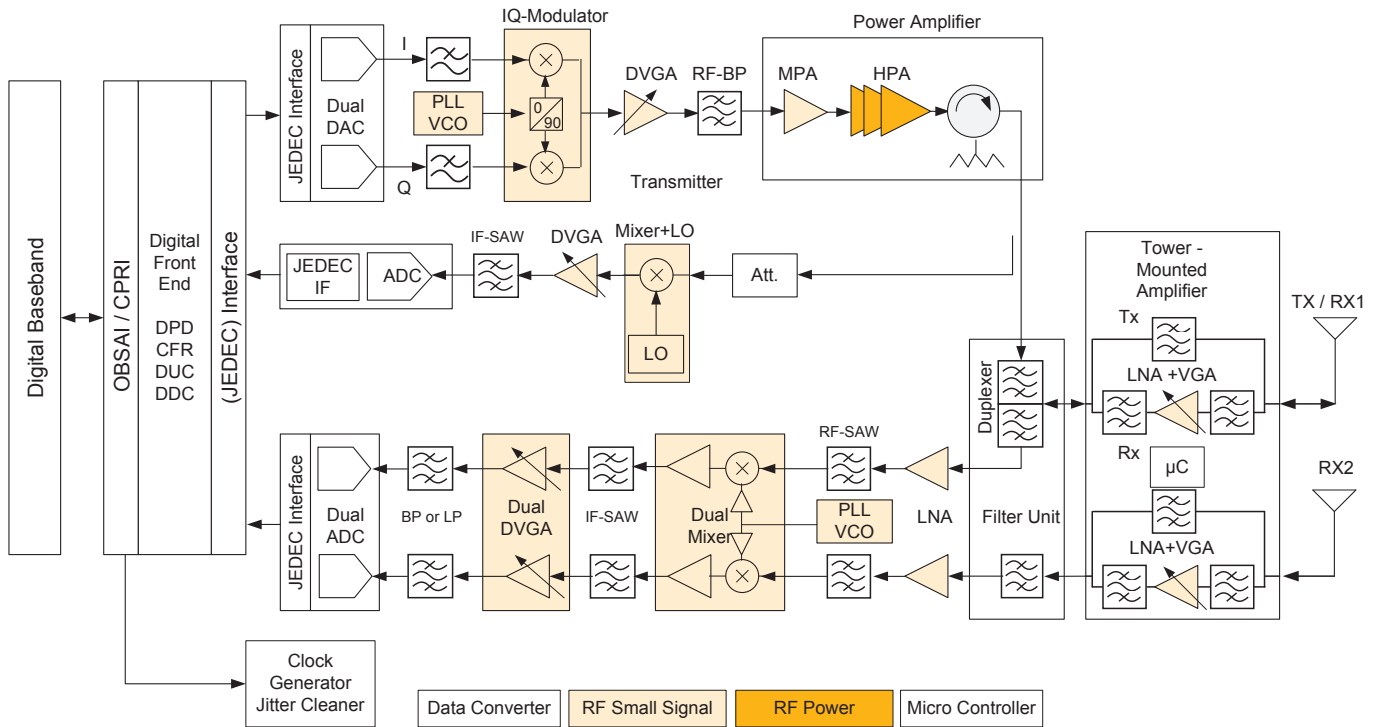 IQ-Modulator
Power Amplifier
JEDEC Interface
Dual
DAC
I
Q
PLL
VCO
0
90
DVGA
RF-BP
MPA
HPA
Transmitter
Digital Baseband
OBSAI / CPRI
Digital
Front
End
DPD
CFR
DUC
DDC
(JEDEC) Interface
JEDEC
IF
ADC
IF-SAW
DVGA
Mixer+LO
LO
Att.
Tower -
Mounted
Amplifier
Tx
LNA +VGA
Rx
µC
LNA+VGA
TX / RX1
RX2
Duplexer
Filter Unit
JEDEC Interface
Dual
ADC
BP or LP
Dual
DVGA
IF-SAW
Dual
Mixer
RF-SAW
PLL
VCO
LNA
Clock
Generator
Jitter Cleaner
Data Converter
RF Small Signal
RF Power
Micro Controller